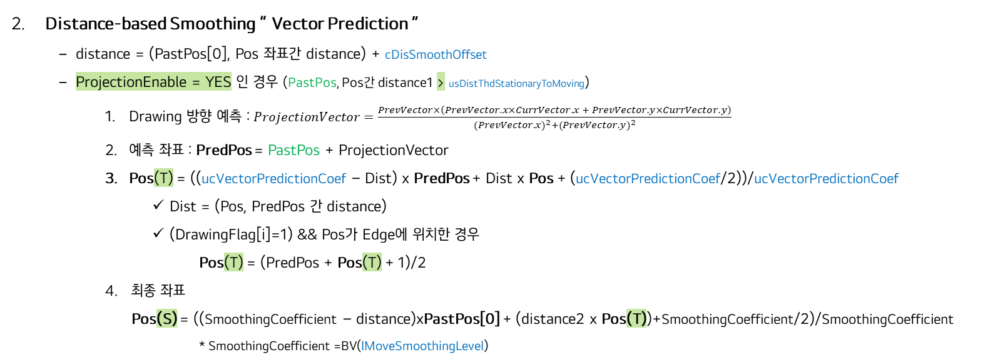 2. Distance-based Smoothing “ Vector Prediction ”
– distance = (PastPos[0], Pos 좌표간 distance) + cDisSmoothOffset
– ProjectionEnable = YES 인 경우 (PastPos, Pos간 distance1 > usDistThdStationaryToMoving)
1. Drawing 방향 예측 : ProjectionVector = PrevVector×(PrevVector.x×CurrVector.x + PrevVector.y×CurrVector.y) / (PrevVector.x)²+(PrevVector.y)²
2. 예측 좌표 : PredPos = PastPos + ProjectionVector
3. Pos(T) = ((ucVectorPredictionCoef – Dist) x PredPos + Dist x Pos + (ucVectorPredictionCoef/2))/ucVectorPredictionCoef
✓ Dist = (Pos, PredPos 간 distance)
✓ (DrawingFlag[i]=1) && Pos가 Edge에 위치한 경우
Pos(T) = (PredPos + Pos(T) + 1)/2
4. 최종 좌표
Pos(S) = ((SmoothingCoefficient – distance)xPastPos[0] + (distance2 x Pos(T))+SmoothingCoefficient/2)/SmoothingCoefficient
* SmoothingCoefficient =BV(lMoveSmoothingLevel)